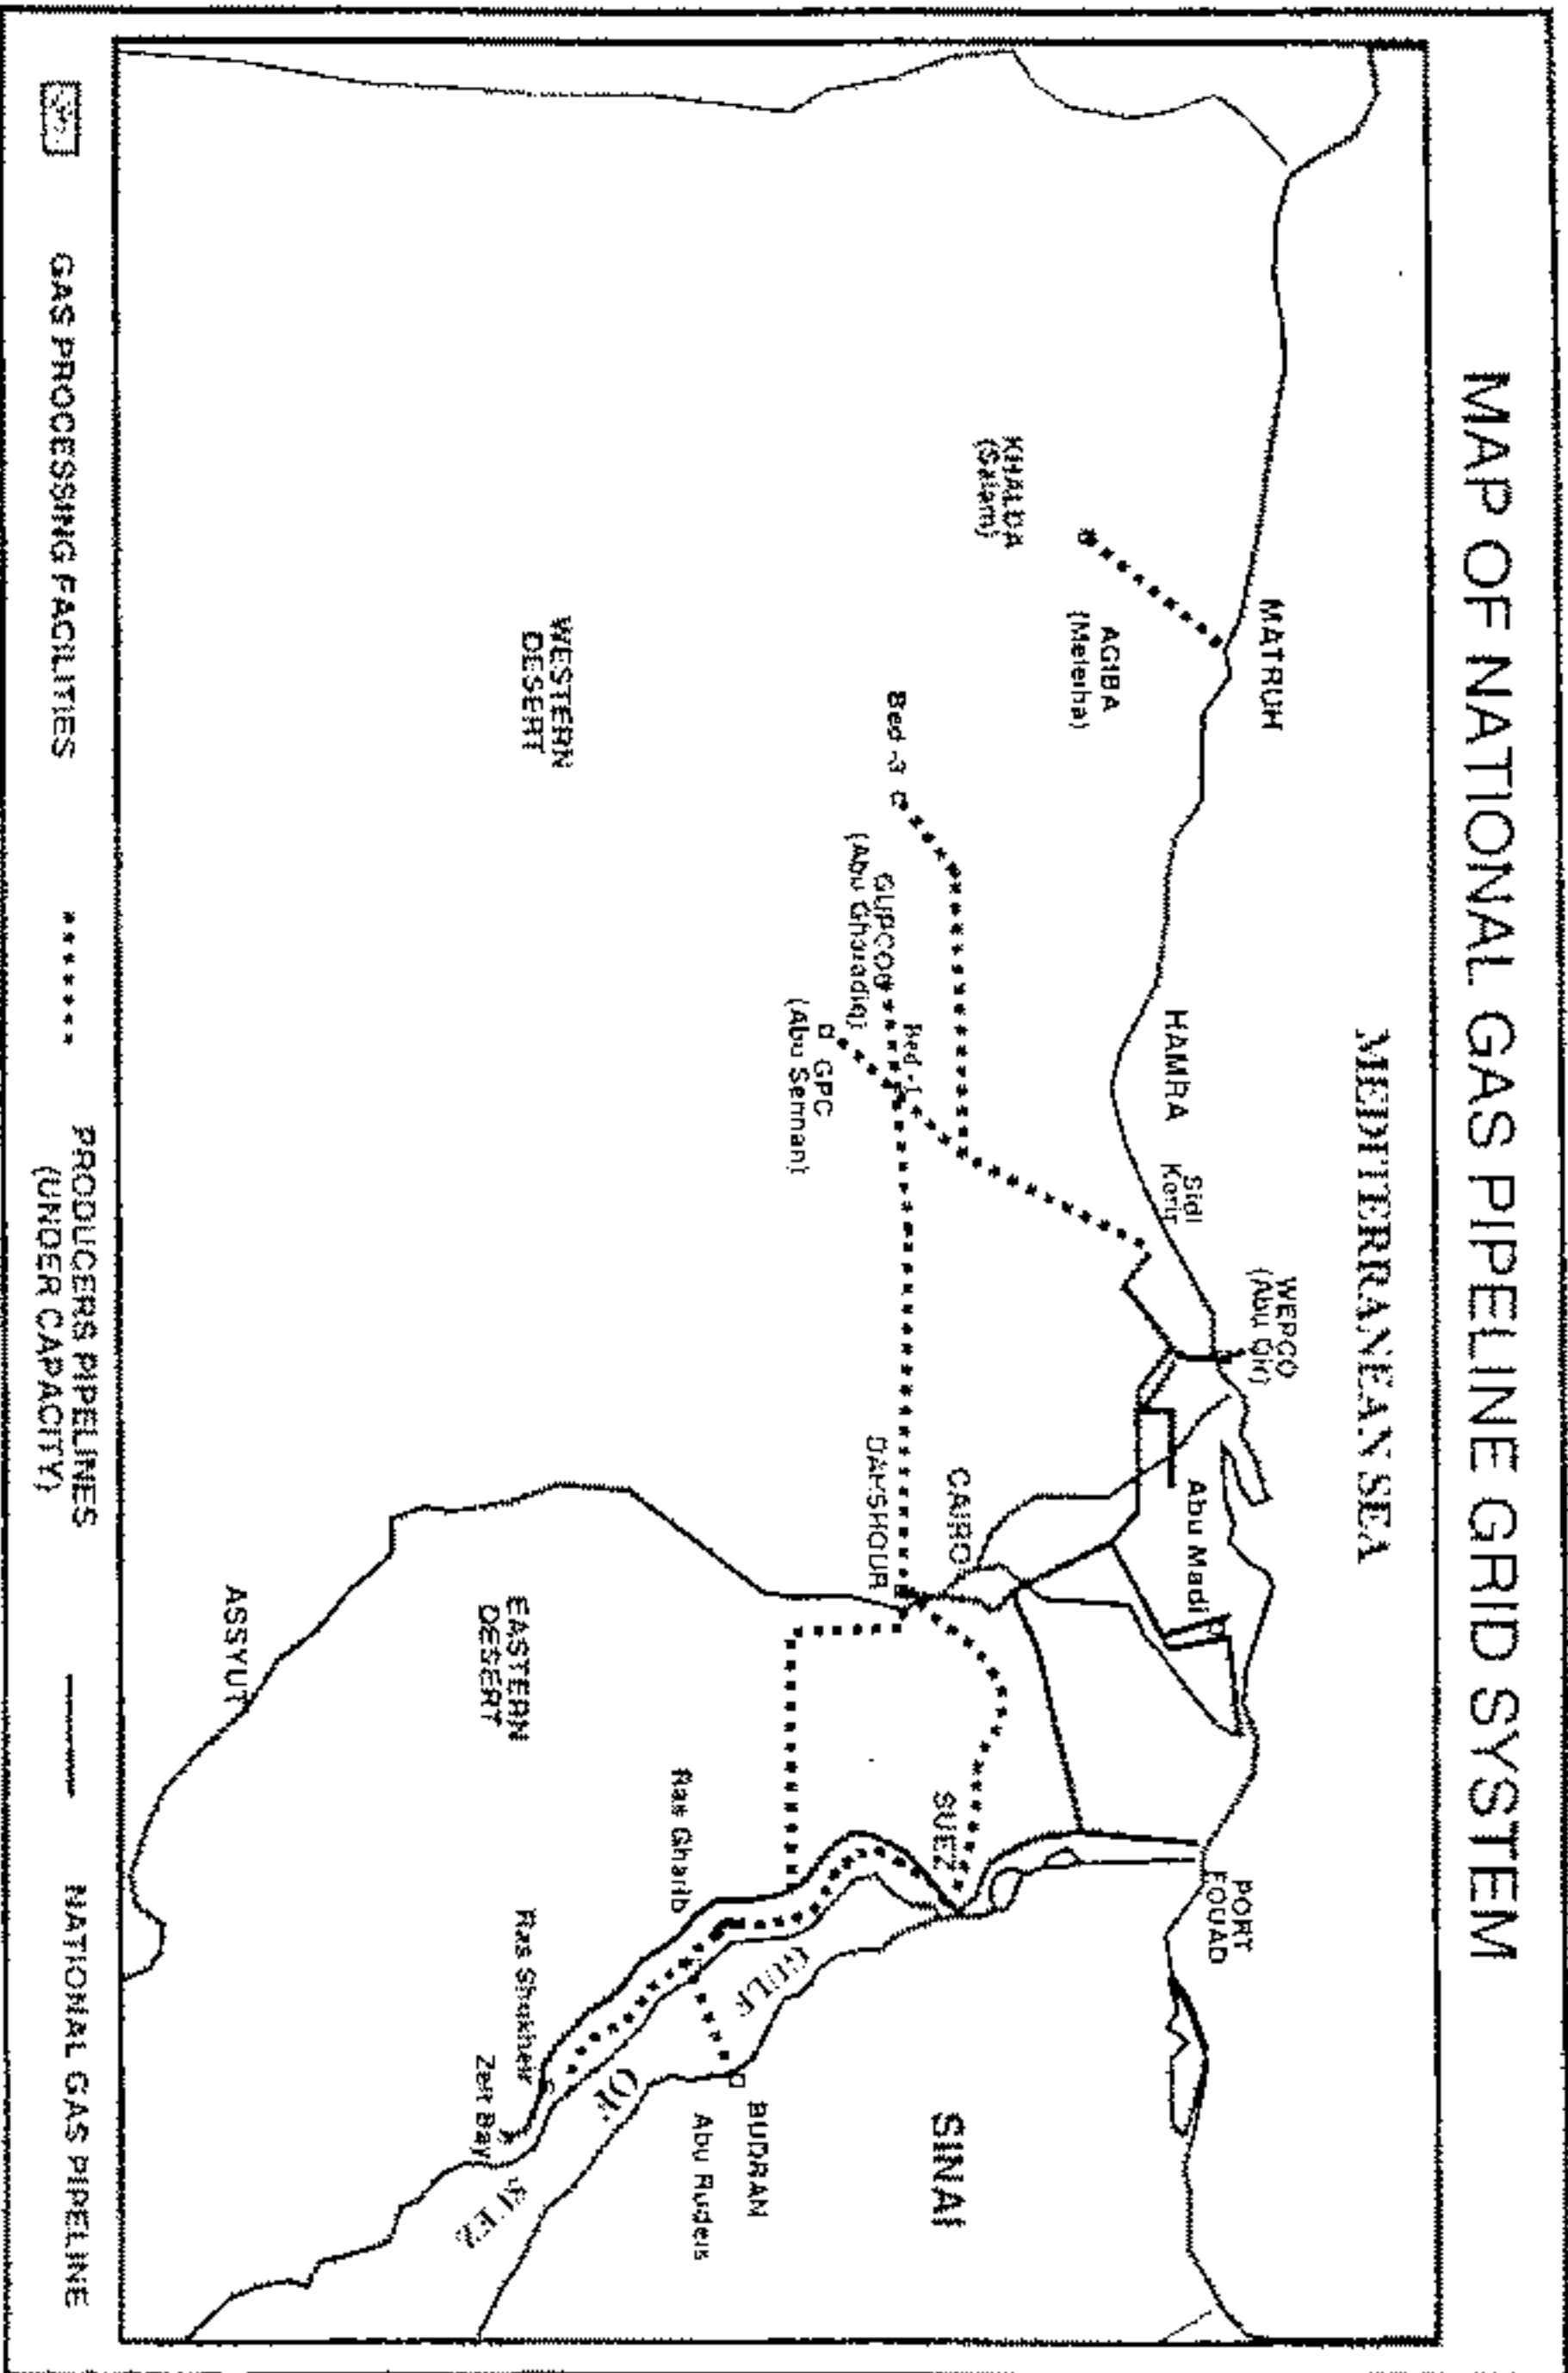 MAP OF NATIONAL GAS PIPELINE GRID SYSTEM
MEDITERRANEAN SEA
MATRUH
KHALDA
(Salam)
AGIBA
(Meleiha)
HAMRA
Sidi
Kerir
WEPCO
(Abu Qir)
Abu Madi
PORT
FOUAD
Bed -3
GUPCO
(Abu Gharadig)
Bed -1
GPC
(Abu Sennan)
CAIRO
DAHSHOUR
SUEZ
SINAI
WESTERN
DESERT
EASTERN
DESERT
ASSYUT
Ras Gharib
Ras Shukheir
Zeit Bay
GULF
OF
SUEZ
BUDRAN
Abu Rudeis
GAS PROCESSING FACILITIES
PRODUCERS PIPELINES
(UNDER CAPACITY)
NATIONAL GAS PIPELINE